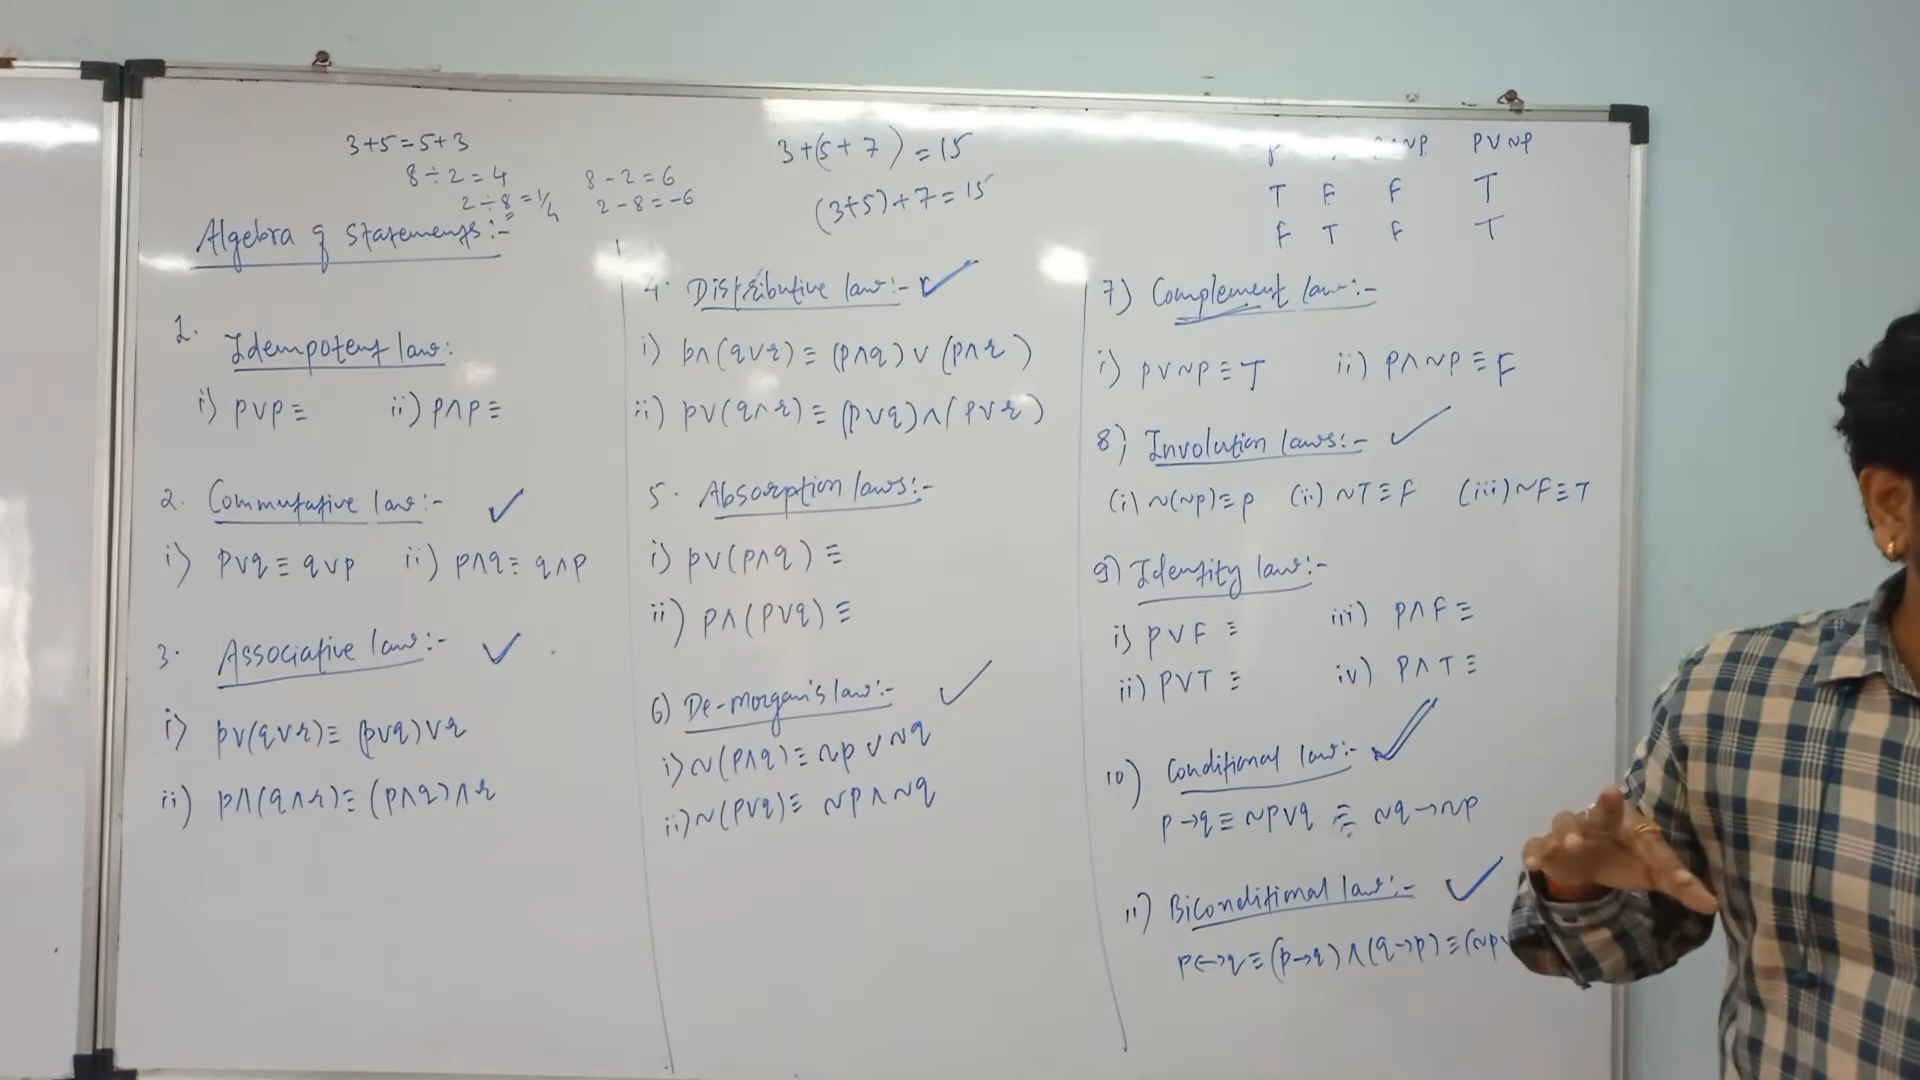 3+5=5+3
8÷2=4
2÷8=1/4
8-2=6
2-8=-6
3+(5+7)=15
(3+5)+7=15
p∨~p
T F F T
F T F T
Algebra of Statements:-
1. Idempotent law:
i) p∨p≡ ii) p∧p≡
2. Commutative law:- ✓
i) p∨q≡q∨p ii) p∧q≡q∧p
3. Associative law:- ✓
i) p∨(q∨r)≡(p∨q)∨r
ii) p∧(q∧r)≡(p∧q)∧r
4. Distributive law:- ✓
i) p∧(q∨r)≡(p∧q)∨(p∧r)
ii) p∨(q∧r)≡(p∨q)∧(p∨r)
5. Absorption laws:-
i) p∨(p∧q)≡
ii) p∧(p∨q)≡
6) De-morgan's law:- ✓
i) ~(p∧q)≡~p∨~q
ii) ~(p∨q)≡~p∧~q
7) Complement law:-
i) p∨~p≡T ii) p∧~p≡F
8) Involution laws:- ✓
(i) ~(~p)≡p (ii) ~T≡F (iii) ~F≡T
9) Identity law:-
i) p∨F≡ iii) p∧F≡
ii) p∨T≡ iv) p∧T≡
10) Conditional law:- ✓
p→q≡~p∨q≡~q→~p
11) Biconditional law:- ✓
p↔q≡(p→q)∧(q→p)≡(~p